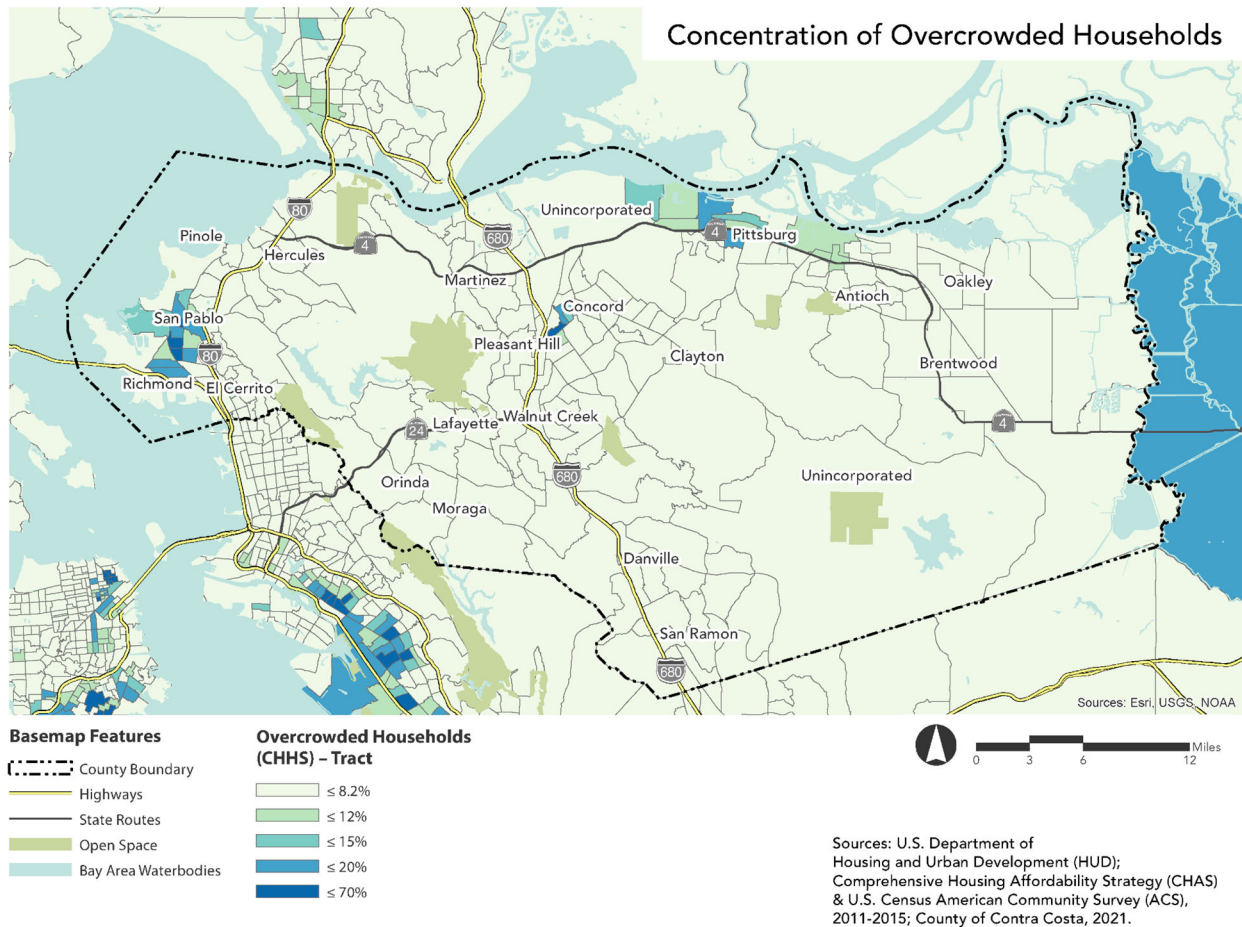 Concentration of Overcrowded Households
80
Unincorporated
Pinole
680
4
Pittsburg
Hercules
4
Martinez
Oakley
Antioch
San Pablo
Concord
Pleasant Hill
80
Clayton
Brentwood
Richmond
El Cerrito
Walnut Creek
24
Lafayette
4
680
Orinda
Unincorporated
Moraga
Danville
San Ramon
680
Sources: Esri, USGS, NOAA
Basemap Features
County Boundary
Highways
State Routes
Open Space
Bay Area Waterbodies
Overcrowded Households
(CHHS) – Tract
≤ 8.2%
≤ 12%
≤ 15%
≤ 20%
≤ 70%
Miles
0 3 6 12
Sources: U.S. Department of
Housing and Urban Development (HUD);
Comprehensive Housing Affordability Strategy (CHAS)
& U.S. Census American Community Survey (ACS),
2011-2015; County of Contra Costa, 2021.